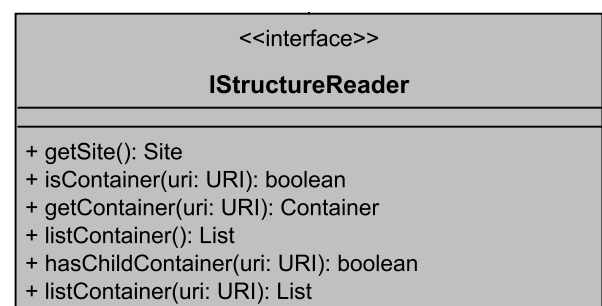 <<interface>>
IStructureReader
+ getSite(): Site
+ isContainer(uri: URI): boolean
+ getContainer(uri: URI): Container
+ listContainer(): List
+ hasChildContainer(uri: URI): boolean
+ listContainer(uri: URI): List